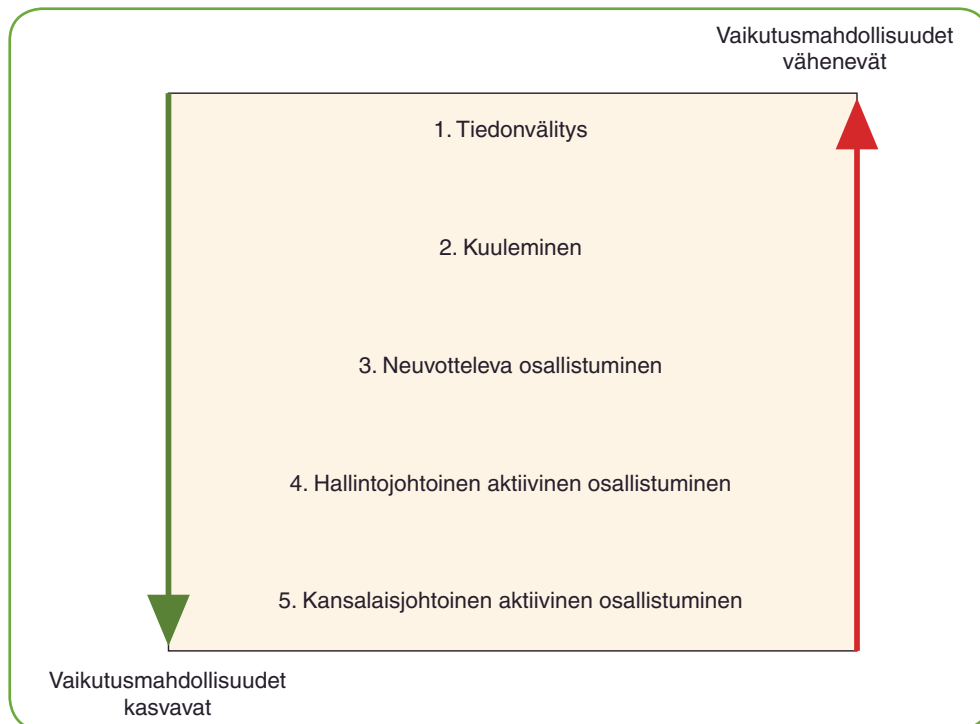 Vaikutusmahdollisuudet
vähenevät
1. Tiedonvälitys
2. Kuuleminen
3. Neuvotteleva osallistuminen
4. Hallintojohtoinen aktiivinen osallistuminen
5. Kansalaisjohtoinen aktiivinen osallistuminen
Vaikutusmahdollisuudet
kasvavat